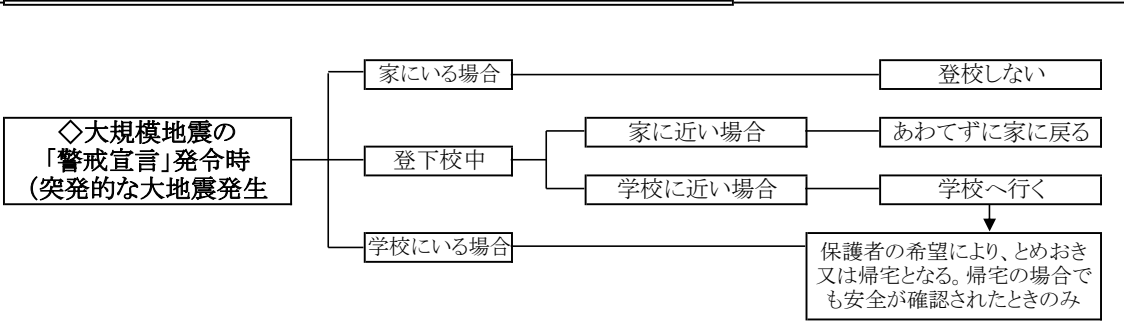 家にいる場合
登校しない
◇大規模地震の
「警戒宣言」発令時
（突発的な大地震発生
登下校中
家に近い場合
あわてずに家に戻る
学校に近い場合
学校へ行く
学校にいる場合
保護者の希望により、とめおき
又は帰宅となる。帰宅の場合で
も安全が確認されたときのみ